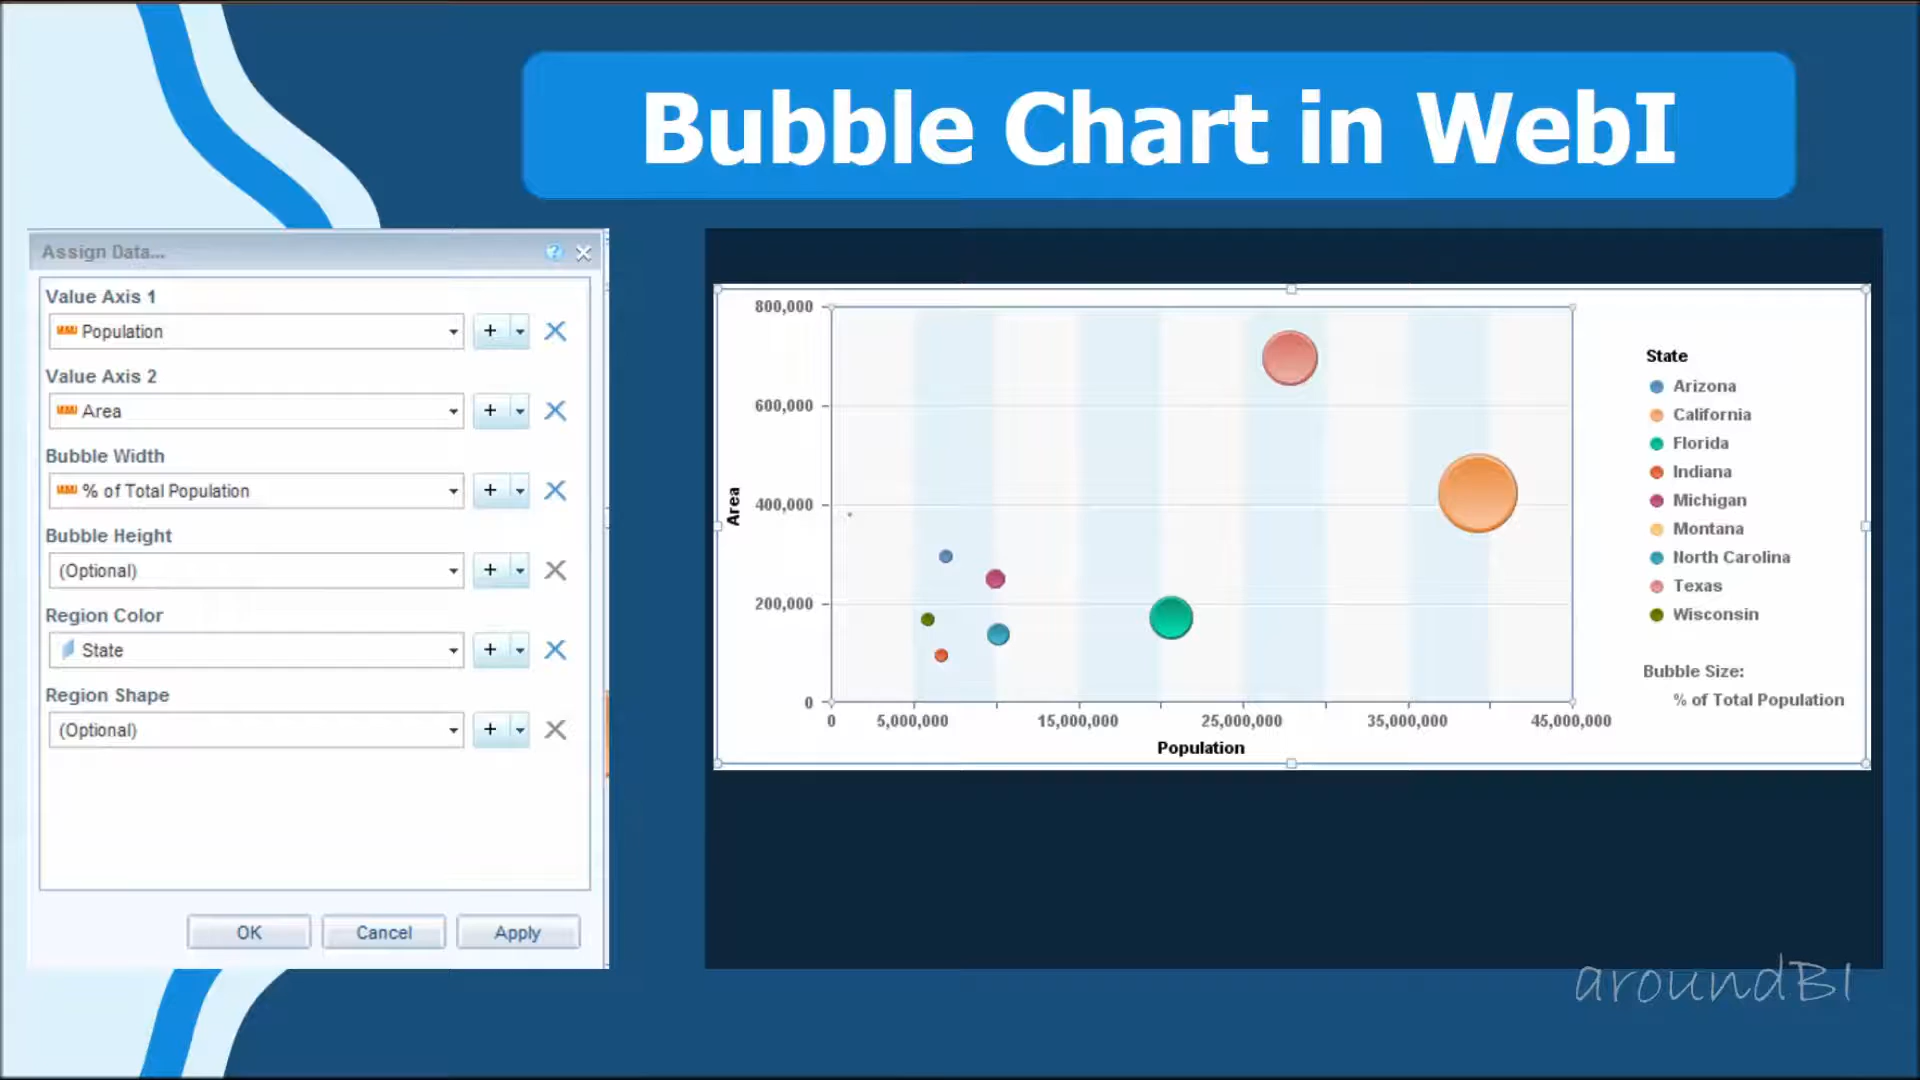 Bubble Chart in WebI
Assign Data...
?
Value Axis 1
Population
Value Axis 2
Area
Bubble Width
% of Total Population
Bubble Height
(Optional)
Region Color
State
Region Shape
(Optional)
OK Cancel Apply
800,000
600,000
400,000
200,000
0
Area
0 5,000,000 15,000,000 25,000,000 35,000,000 45,000,000
Population
State
Arizona
California
Florida
Indiana
Michigan
Montana
North Carolina
Texas
Wisconsin
Bubble Size:
% of Total Population
aroundBI